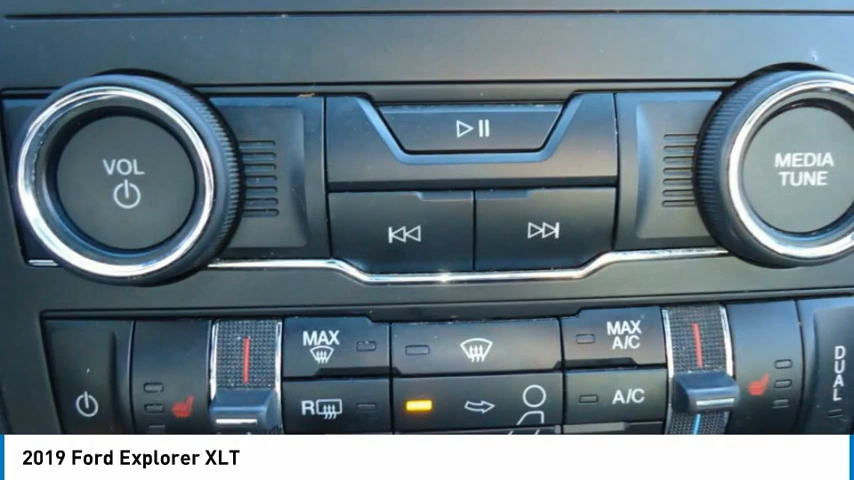 VOL
MEDIA
TUNE
MAX
MAX
A/C
R
A/C
DUAL
2019 Ford Explorer XLT